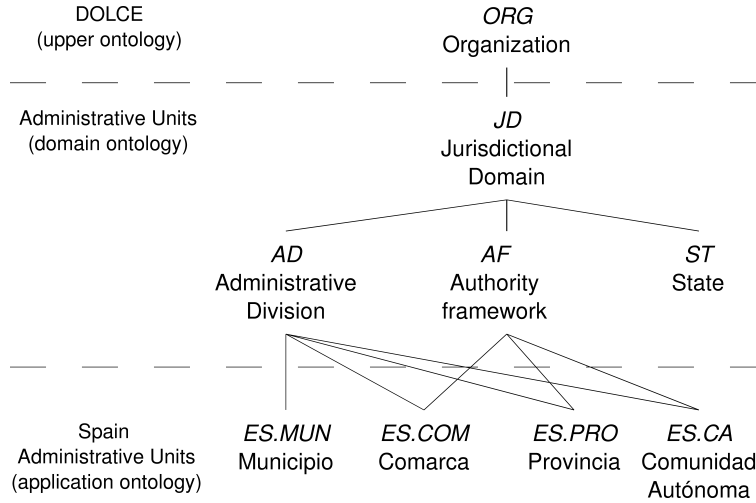 DOLCE
(upper ontology)
ORG
Organization
Administrative Units
(domain ontology)
JD
Jurisdictional
Domain
AD
Administrative
Division
AF
Authority
framework
ST
State
Spain
Administrative Units
(application ontology)
ES.MUN
Municipio
ES.COM
Comarca
ES.PRO
Provincia
ES.CA
Comunidad
Autónoma